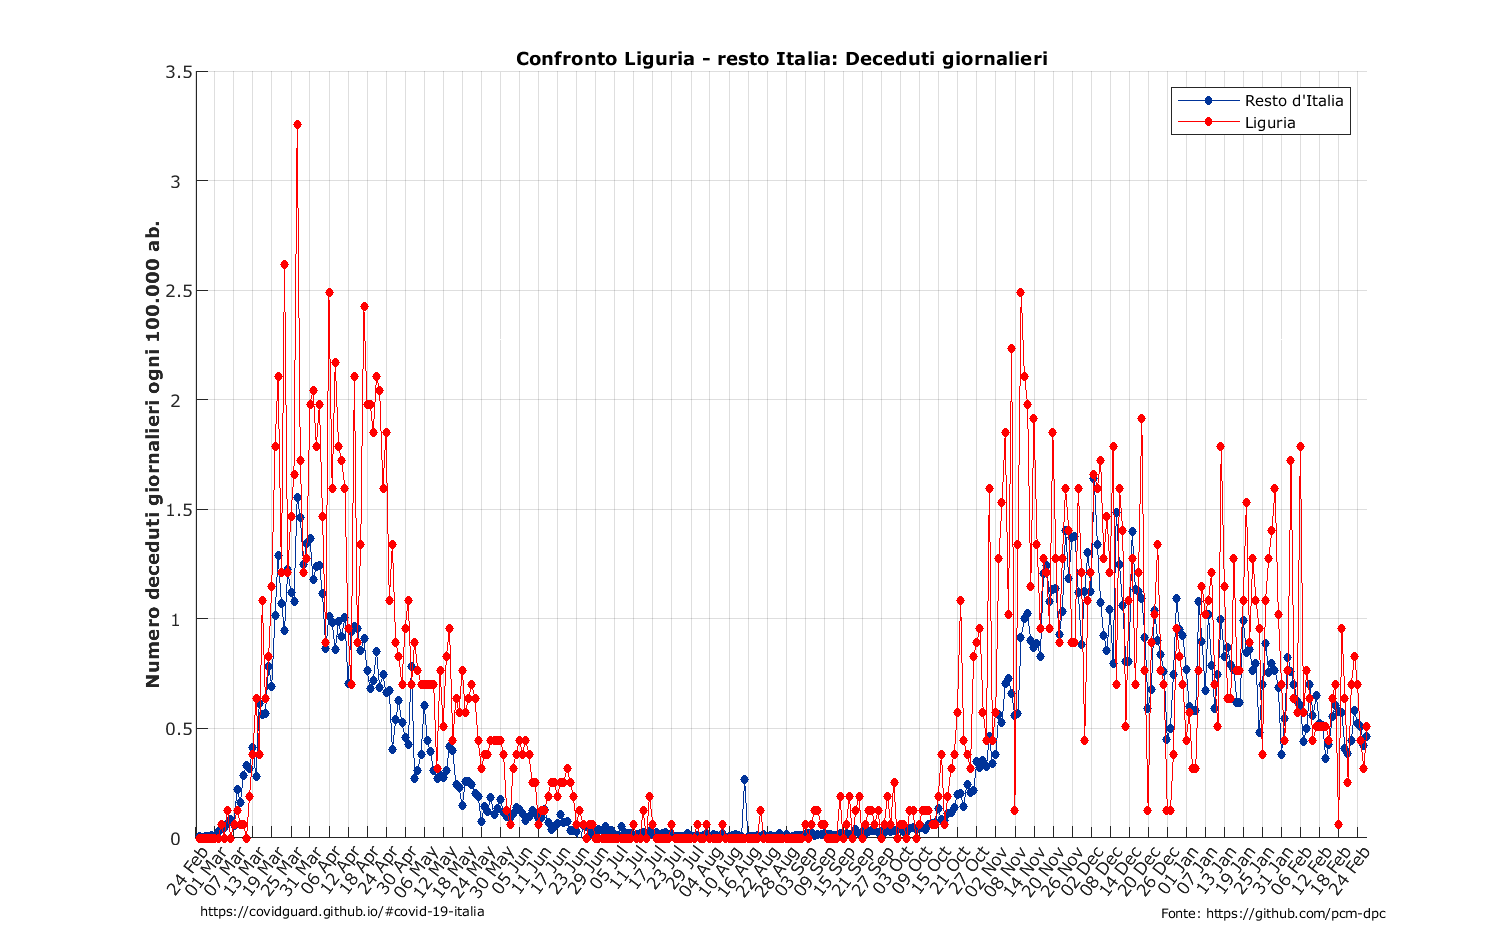 Confronto Liguria - resto Italia: Deceduti giornalieri
Numero deceduti giornalieri ogni 100.000 ab.
3.5
3
2.5
2
1.5
1
0.5
0
Resto d'Italia
Liguria
24 Feb
01 Mar
07 Mar
13 Mar
19 Mar
25 Mar
31 Mar
06 Apr
12 Apr
18 Apr
24 Apr
30 Apr
06 May
12 May
18 May
24 May
30 May
05 Jun
11 Jun
17 Jun
23 Jun
29 Jun
05 Jul
11 Jul
17 Jul
23 Jul
29 Jul
04 Aug
10 Aug
16 Aug
22 Aug
28 Aug
03 Sep
09 Sep
15 Sep
21 Sep
27 Sep
03 Oct
09 Oct
15 Oct
21 Oct
27 Oct
02 Nov
08 Nov
14 Nov
20 Nov
26 Nov
02 Dec
08 Dec
14 Dec
20 Dec
26 Dec
01 Jan
07 Jan
13 Jan
19 Jan
25 Jan
31 Jan
06 Feb
12 Feb
18 Feb
24 Feb
https://covidguard.github.io/#covid-19-italia
Fonte: https://github.com/pcm-dpc